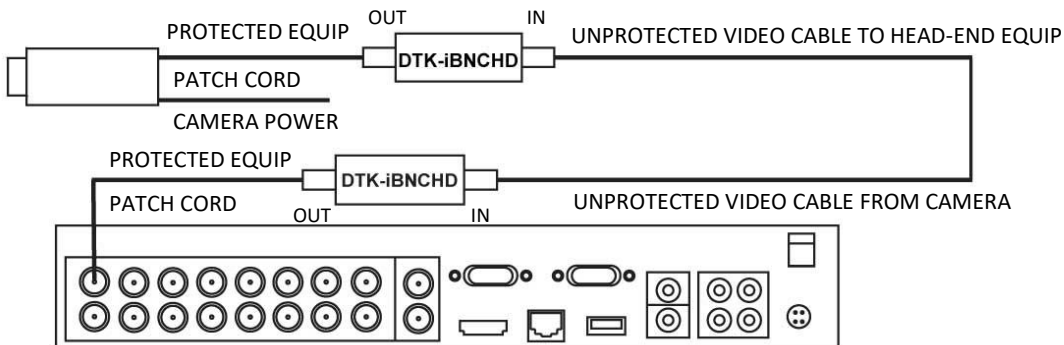 OUT IN
PROTECTED EQUIP
UNPROTECTED VIDEO CABLE TO HEAD-END EQUIP
DTK-iBNCHD
PATCH CORD
CAMERA POWER
PROTECTED EQUIP
DTK-iBNCHD
PATCH CORD
UNPROTECTED VIDEO CABLE FROM CAMERA
OUT IN